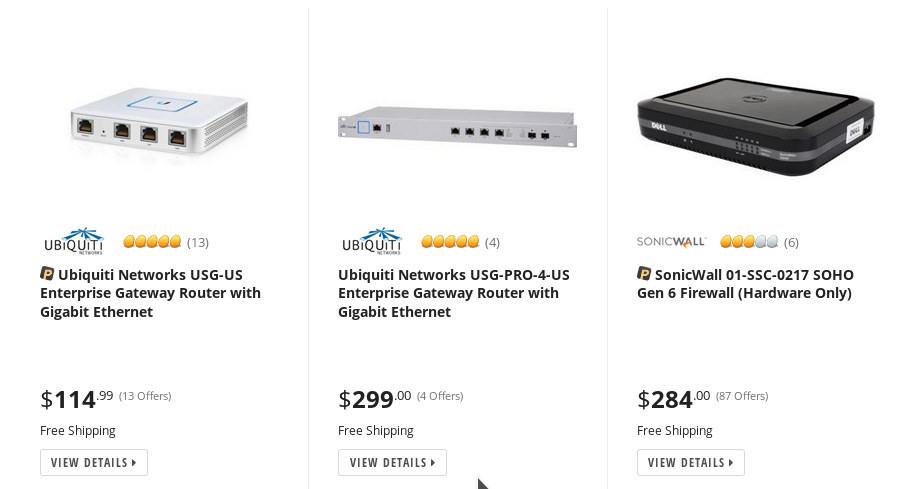 DELL
DELL
UBiQUiTi
NETWORKS
(13)
Ubiquiti Networks USG-US
Enterprise Gateway Router with
Gigabit Ethernet
$114.99 (13 Offers)
Free Shipping
VIEW DETAILS
UBiQUiTi
NETWORKS
(4)
Ubiquiti Networks USG-PRO-4-US
Enterprise Gateway Router with
Gigabit Ethernet
$299.00 (4 Offers)
Free Shipping
VIEW DETAILS
SONICWALL
(6)
SonicWall 01-SSC-0217 SOHO
Gen 6 Firewall (Hardware Only)
$284.00 (87 Offers)
Free Shipping
VIEW DETAILS